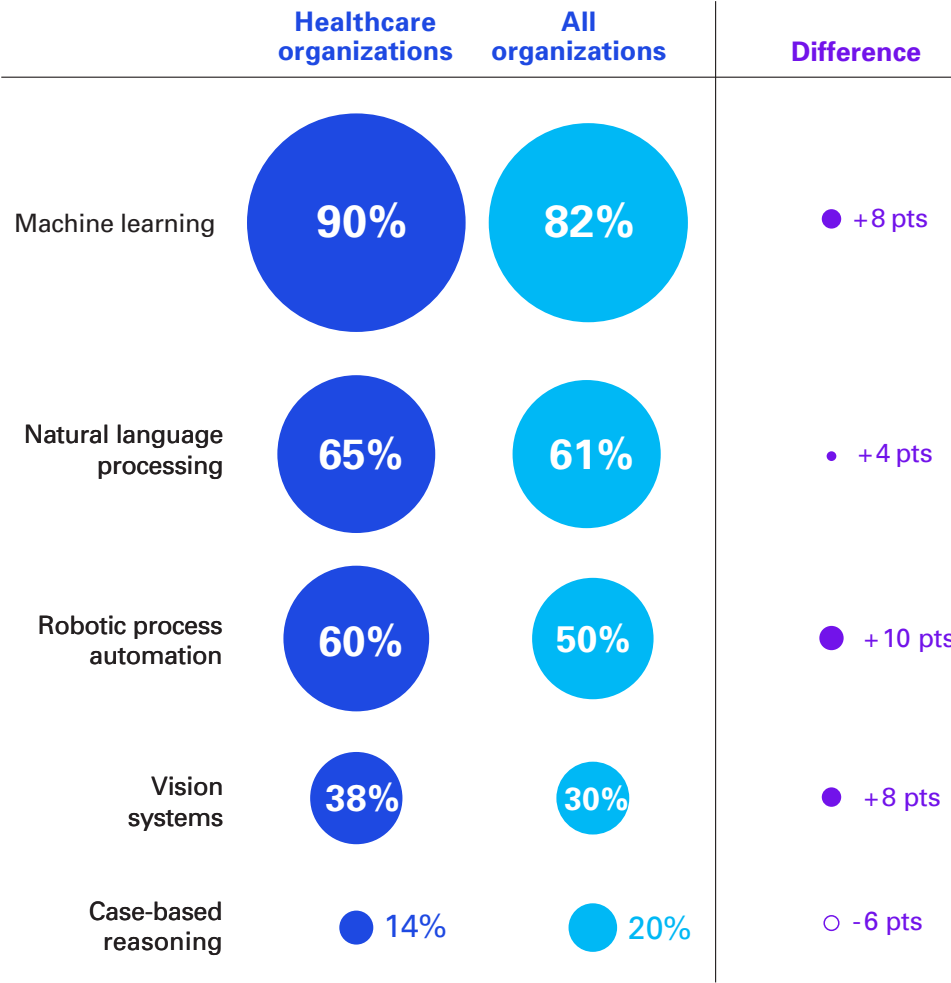 Healthcare
organizations
All
organizations
Difference
Machine learning
90%
82%
+8 pts
Natural language
processing
65%
61%
+4 pts
Robotic process
automation
60%
50%
+10 pts
Vision
systems
38%
30%
+8 pts
Case-based
reasoning
14%
20%
-6 pts